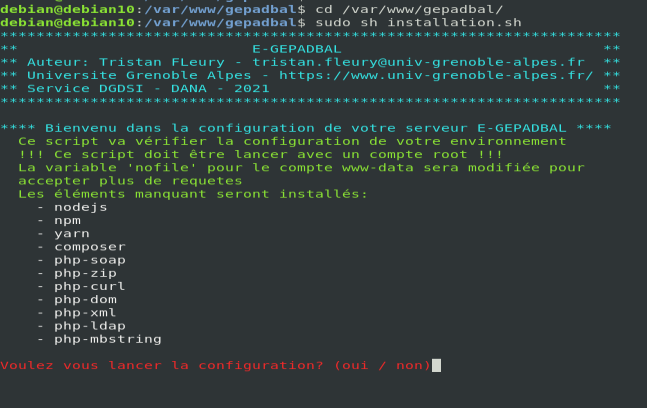 debian@debian10:/var/www/gepadbal$ cd /var/www/gepadbal/
debian@debian10:/var/www/gepadbal$ sudo sh installation.sh
*********************************************************************
** E-GEPADBAL **
** Auteur: Tristan FLeury - tristan.fleury@univ-grenoble-alpes.fr **
** Universite Grenoble Alpes - https://www.univ-grenoble-alpes.fr/ **
** Service DGDSI - DANA - 2021 **
*********************************************************************
**** Bienvenu dans la configuration de votre serveur E-GEPADBAL ****
Ce script va vérifier la configuration de votre environnement
!!! Ce script doit être lancer avec un compte root !!!
La variable 'nofile' pour le compte www-data sera modifiée pour
accepter plus de requetes
Les éléments manquant seront installés:
- nodejs
- npm
- yarn
- composer
- php-soap
- php-zip
- php-curl
- php-dom
- php-xml
- php-ldap
- php-mbstring
Voulez vous lancer la configuration? (oui / non)